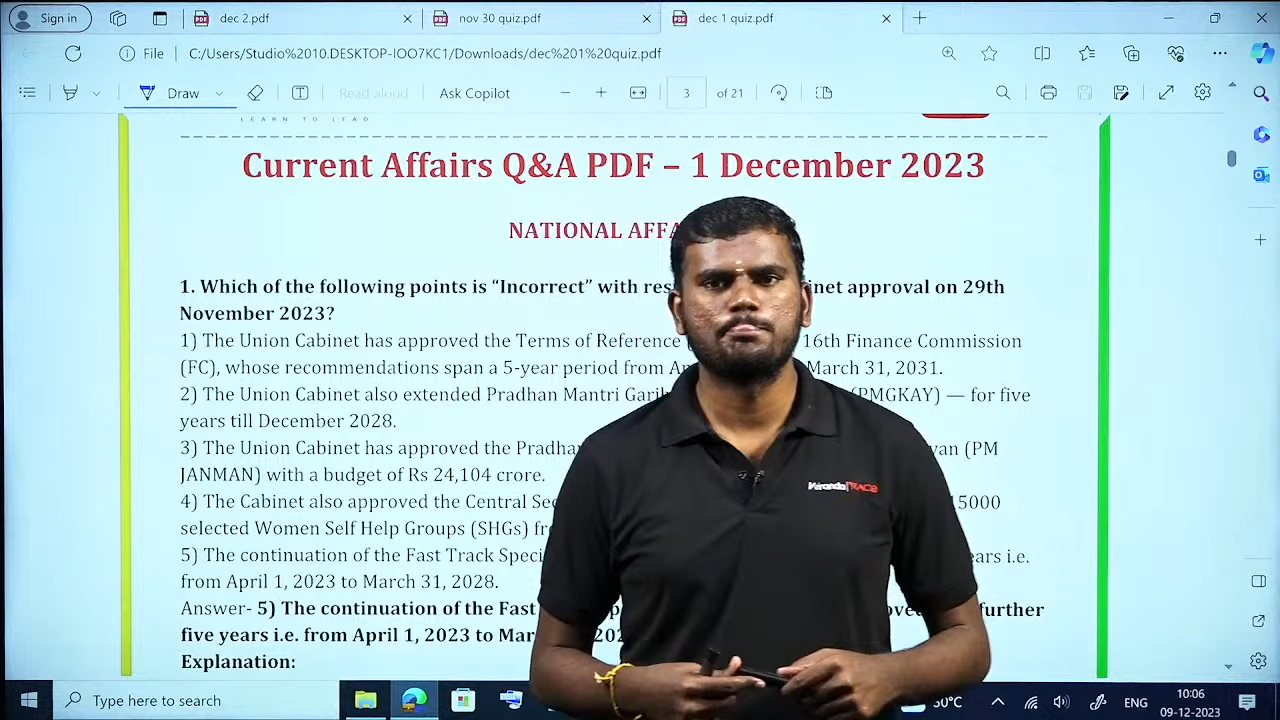 Sign in
dec 2.pdf
nov 30 quiz.pdf
dec 1 quiz.pdf
File
C:/Users/Studio%2010.DESKTOP-IOO7KC1/Downloads/dec%201%20quiz.pdf
Draw
Read aloud
Ask Copilot
3
of 21
LEARN TO LEAD
Current Affairs Q&A PDF – 1 December 2023
NATIONAL AFFA
1. Which of the following points is “Incorrect” with res inet approval on 29th
November 2023?
1) The Union Cabinet has approved the Terms of Reference 16th Finance Commission
(FC), whose recommendations span a 5-year period from Ap March 31, 2031.
2) The Union Cabinet also extended Pradhan Mantri Garib (PMGKAY) — for five
years till December 2028.
3) The Union Cabinet has approved the Pradha yan (PM
JANMAN) with a budget of Rs 24,104 crore.
4) The Cabinet also approved the Central Sec 15000
selected Women Self Help Groups (SHGs) fr
5) The continuation of the Fast Track Speci ears i.e.
from April 1, 2023 to March 31, 2028.
Answer- 5) The continuation of the Fast further
five years i.e. from April 1, 2023 to Mar 202
Explanation:
Veranda RACE
Type here to search
30°C
ENG
10:06
09-12-2023